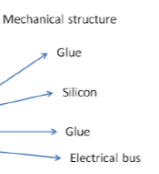 Mechanical structure
Glue
Silicon
Glue
Electrical bus